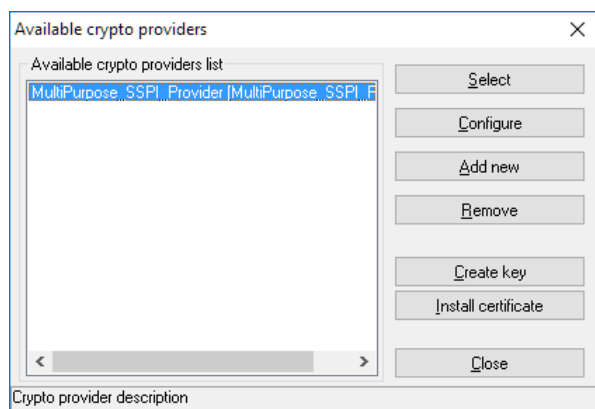 Available crypto providers
Available crypto providers list
MultiPurpose_SSPI_Provider [MultiPurpose_SSPI_P
Select
Configure
Add new
Remove
Create key
Install certificate
Close
Crypto provider description